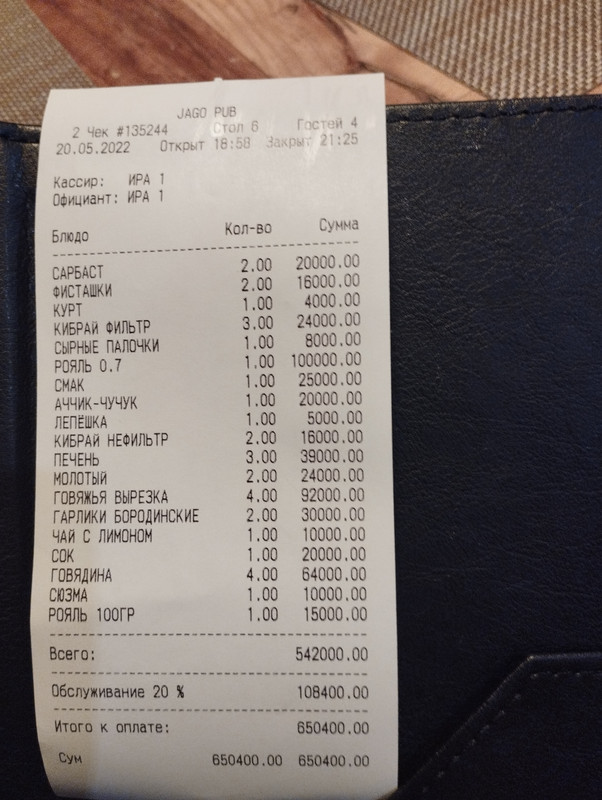 JAGO PUB
2 Чек #135244 Стол 6 Гостей 4
20.05.2022 Открыт 18:58 Закрыт 21:25
Кассир: ИРА 1
Официант: ИРА 1
Блюдо Кол-во Сумма
САРБАСТ 2.00 20000.00
ФИСТАШКИ 2.00 16000.00
КУРТ 1.00 4000.00
КИБРАЙ ФИЛЬТР 3.00 24000.00
СЫРНЫЕ ПАЛОЧКИ 1.00 8000.00
РОЯЛЬ 0.7 1.00 100000.00
СМАК 1.00 25000.00
АЧЧИК-ЧУЧУК 1.00 20000.00
ЛЕПЁШКА 1.00 5000.00
КИБРАЙ НЕФИЛЬТР 2.00 16000.00
ПЕЧЕНЬ 3.00 39000.00
МОЛОТЫЙ 2.00 24000.00
ГОВЯЖЬЯ ВЫРЕЗКА 4.00 92000.00
ГАРЛИКИ БОРОДИНСКИЕ 2.00 30000.00
ЧАЙ С ЛИМОНОМ 1.00 10000.00
СОК 1.00 20000.00
ГОВЯДИНА 4.00 64000.00
СЮЗМА 1.00 10000.00
РОЯЛЬ 100ГР 1.00 15000.00
Всего: 542000.00
Обслуживание 20 % 108400.00
Итого к оплате: 650400.00
Сум 650400.00 650400.00